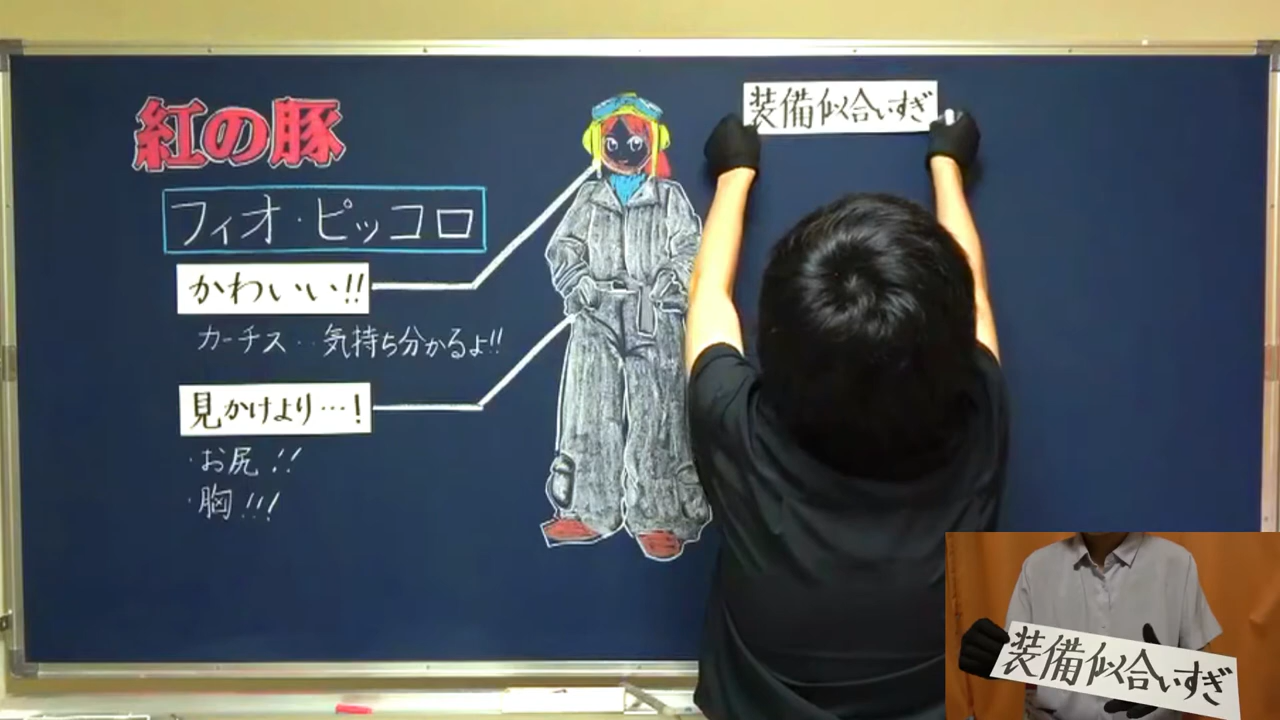 紅の豚
フィオ・ピッコロ
かわいい!!
カーチス…気持ち分かるよ!!
見かけより…!
・お尻!!
・胸!!!
装備似合いすぎ
装備似合いすぎ